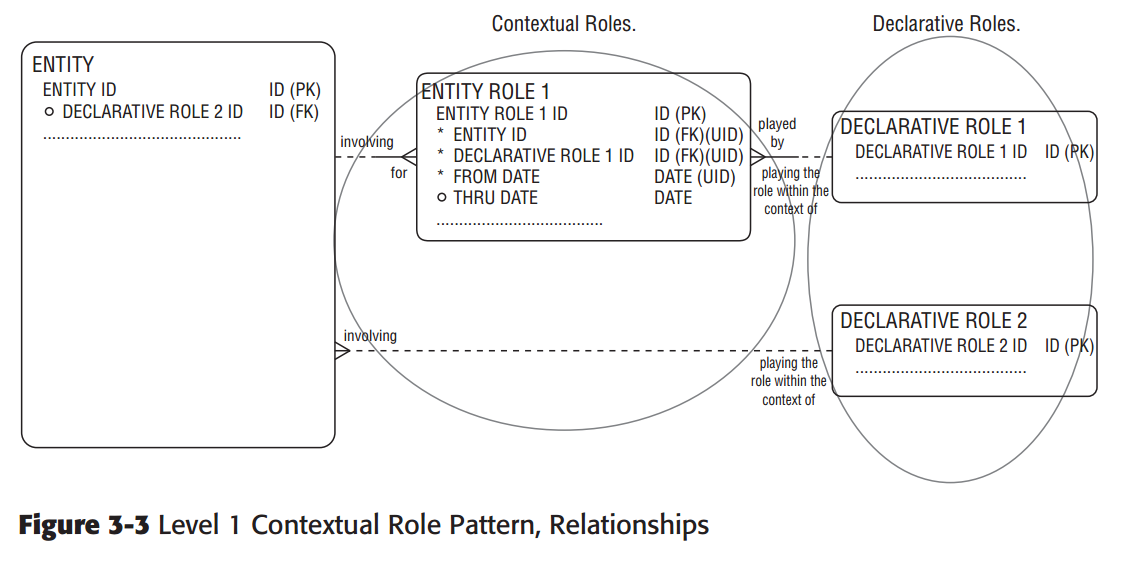 Contextual Roles.
Declarative Roles.
ENTITY
ENTITY ID ID (PK)
DECLARATIVE ROLE 2 ID ID (FK)
.........................................
involving
for
ENTITY ROLE 1
ENTITY ROLE 1 ID ID (PK)
* ENTITY ID ID (FK)(UID)
* DECLARATIVE ROLE 1 ID ID (FK)(UID)
* FROM DATE DATE (UID)
THRU DATE DATE
..................................
played
by
playing the
role within the
context of
DECLARATIVE ROLE 1
DECLARATIVE ROLE 1 ID ID (PK)
...................................
involving
playing the
role within the
context of
DECLARATIVE ROLE 2
DECLARATIVE ROLE 2 ID ID (PK)
...................................
Figure 3-3 Level 1 Contextual Role Pattern, Relationships